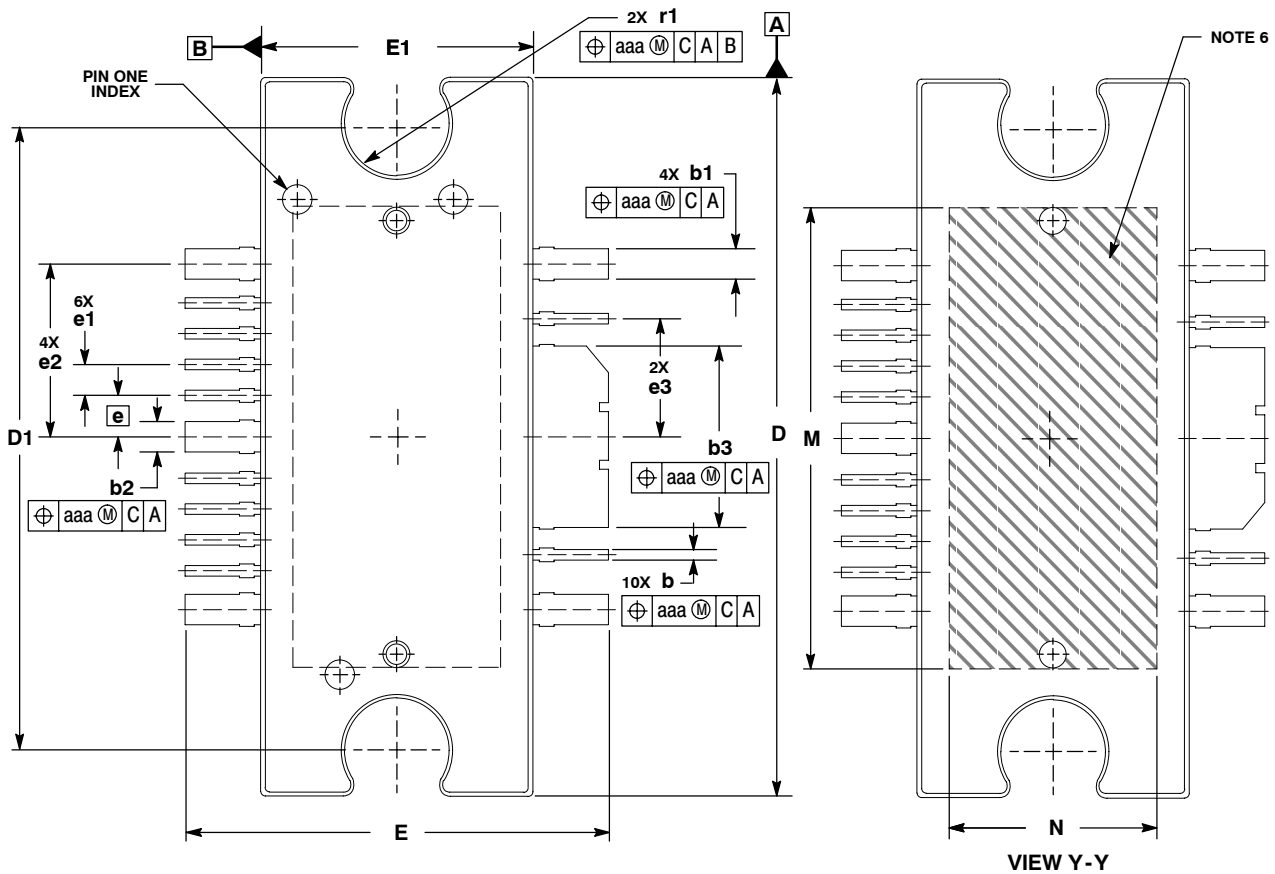 2X r1
⌖ aaa Ⓜ C A B
B
E1
A
NOTE 6
PIN ONE
INDEX
4X b1
⌖ aaa Ⓜ C A
6X
e1
4X
e2
2X
e3
e
D1
D
M
b3
⌖ aaa Ⓜ C A
b2
⌖ aaa Ⓜ C A
10X b
⌖ aaa Ⓜ C A
E
N
VIEW Y-Y